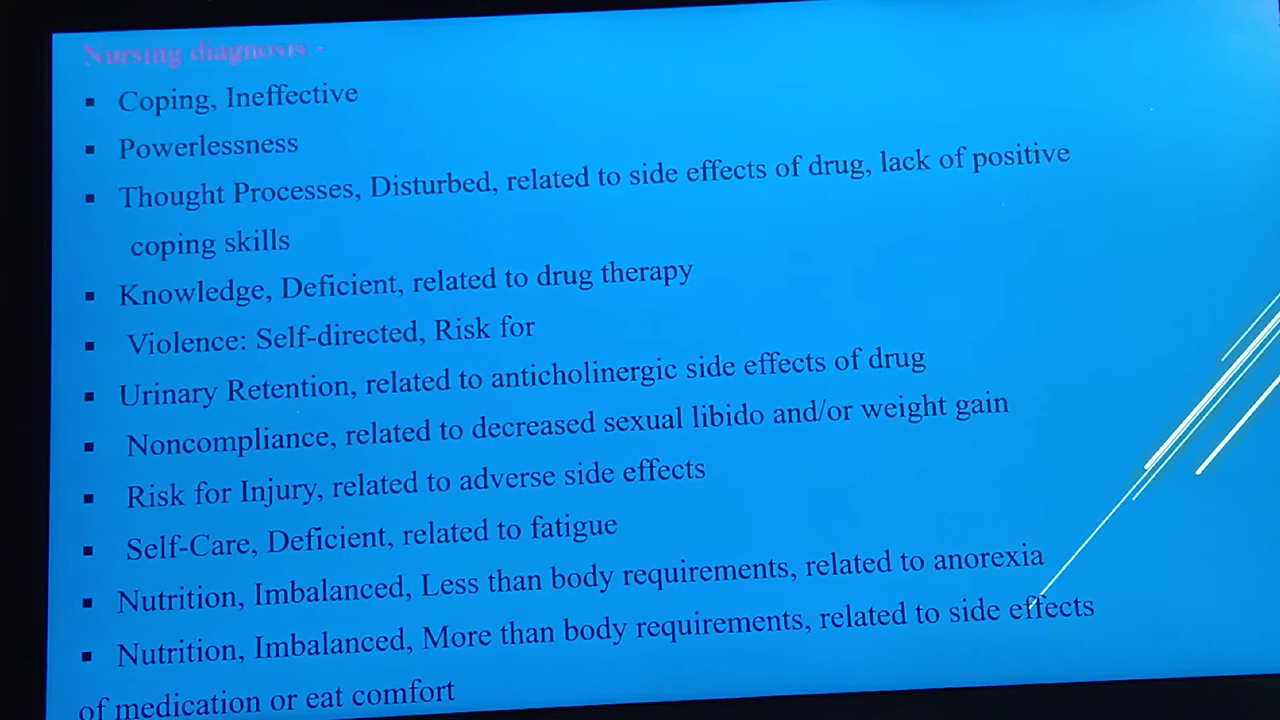 Nursing diagnosis:-
▪ Coping, Ineffective
▪ Powerlessness
▪ Thought Processes, Disturbed, related to side effects of drug, lack of positive
coping skills
▪ Knowledge, Deficient, related to drug therapy
▪ Violence: Self-directed, Risk for
▪ Urinary Retention, related to anticholinergic side effects of drug
▪ Noncompliance, related to decreased sexual libido and/or weight gain
▪ Risk for Injury, related to adverse side effects
▪ Self-Care, Deficient, related to fatigue
▪ Nutrition, Imbalanced, Less than body requirements, related to anorexia
▪ Nutrition, Imbalanced, More than body requirements, related to side effects
of medication or eat comfort